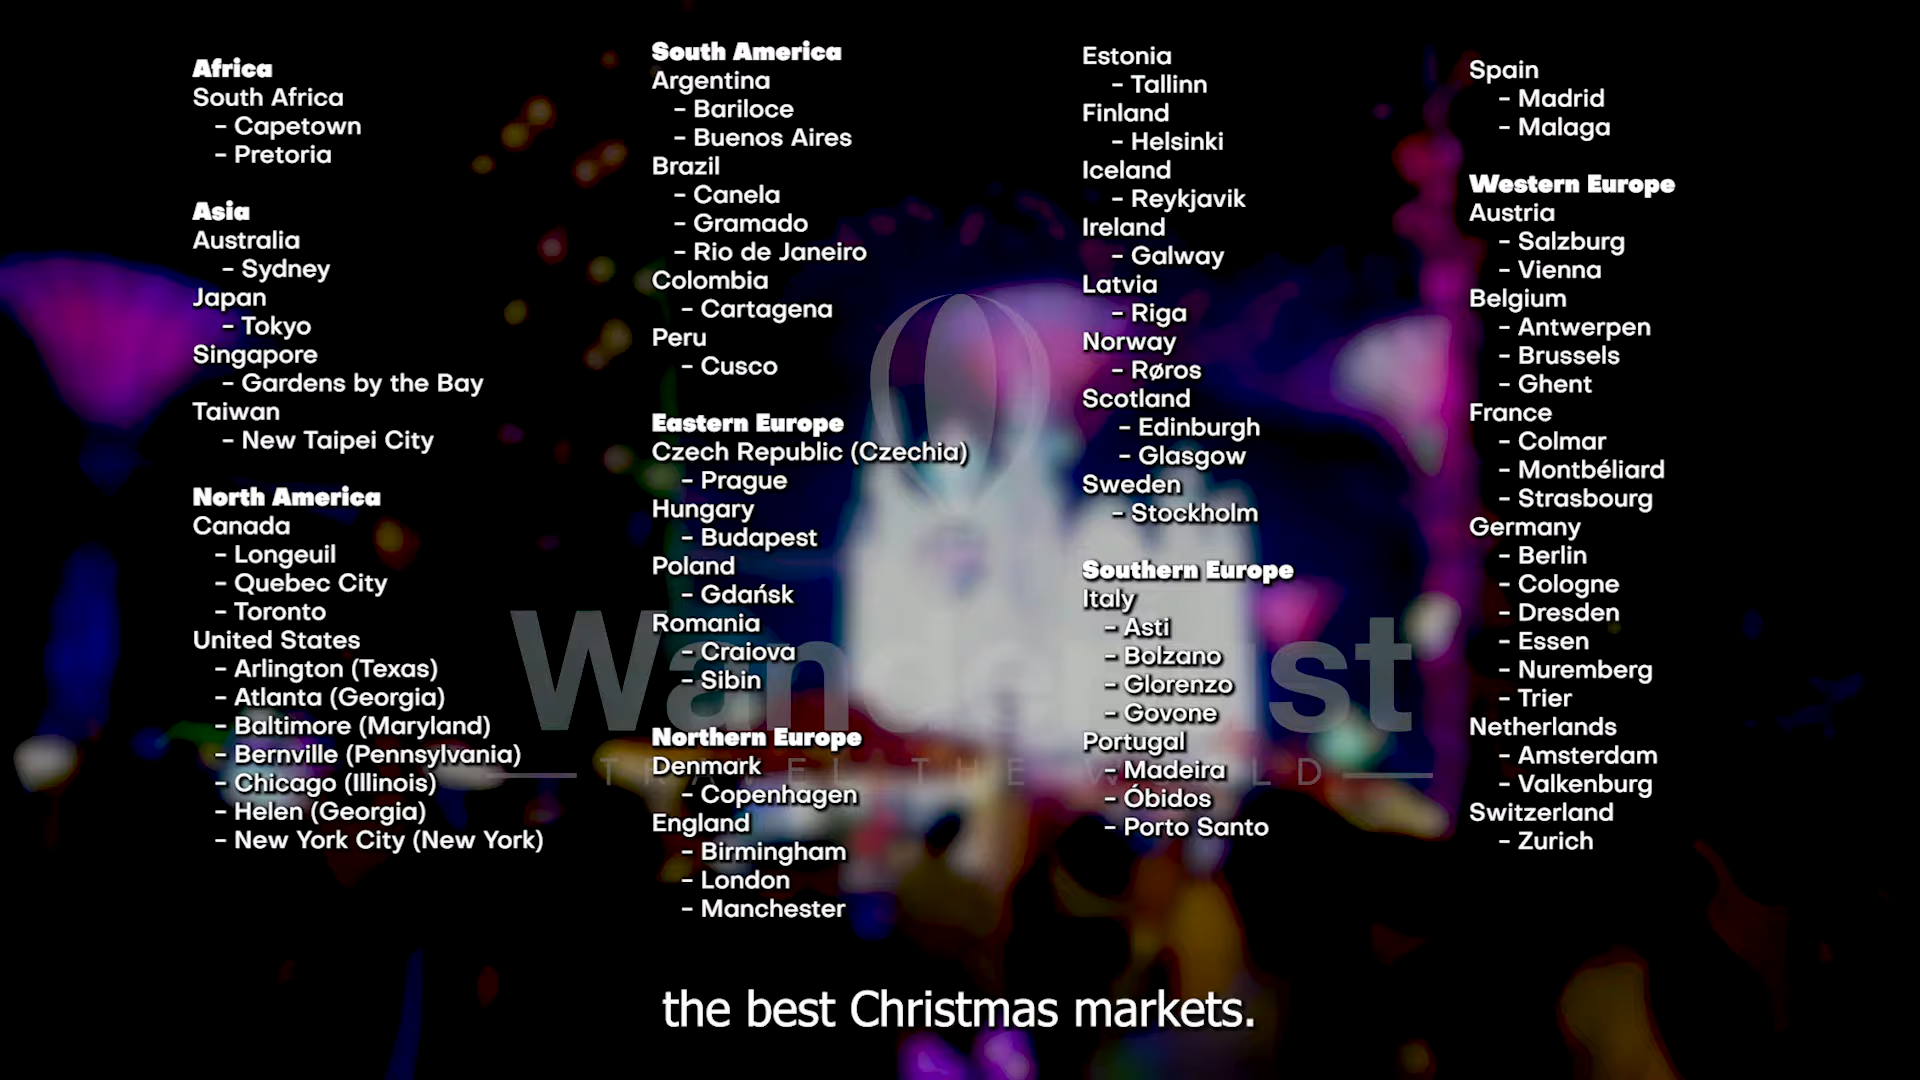 Africa
South Africa
- Capetown
- Pretoria
Asia
Australia
- Sydney
Japan
- Tokyo
Singapore
- Gardens by the Bay
Taiwan
- New Taipei City
North America
Canada
- Longeuil
- Quebec City
- Toronto
United States
- Arlington (Texas)
- Atlanta (Georgia)
- Baltimore (Maryland)
- Bernville (Pennsylvania)
- Chicago (Illinois)
- Helen (Georgia)
- New York City (New York)
South America
Argentina
- Bariloce
- Buenos Aires
Brazil
- Canela
- Gramado
- Rio de Janeiro
Colombia
- Cartagena
Peru
- Cusco
Eastern Europe
Czech Republic (Czechia)
- Prague
Hungary
- Budapest
Poland
- Gdańsk
Romania
- Craiova
- Sibin
Northern Europe
Denmark
- Copenhagen
England
- Birmingham
- London
- Manchester
Estonia
- Tallinn
Finland
- Helsinki
Iceland
- Reykjavik
Ireland
- Galway
Latvia
- Riga
Norway
- Røros
Scotland
- Edinburgh
- Glasgow
Sweden
- Stockholm
Southern Europe
Italy
- Asti
- Bolzano
- Glorenzo
- Govone
Portugal
- Madeira
- Óbidos
- Porto Santo
Spain
- Madrid
- Malaga
Western Europe
Austria
- Salzburg
- Vienna
Belgium
- Antwerpen
- Brussels
- Ghent
France
- Colmar
- Montbéliard
- Strasbourg
Germany
- Berlin
- Cologne
- Dresden
- Essen
- Nuremberg
- Trier
Netherlands
- Amsterdam
- Valkenburg
Switzerland
- Zurich
Wanderlust
TRAVEL THE WORLD
the best Christmas markets.